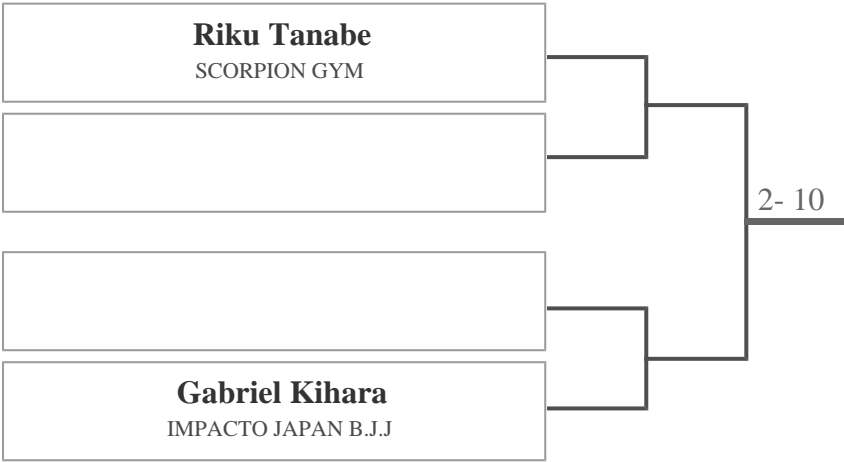 Riku Tanabe
SCORPION GYM
2- 10
Gabriel Kihara
IMPACTO JAPAN B.J.J